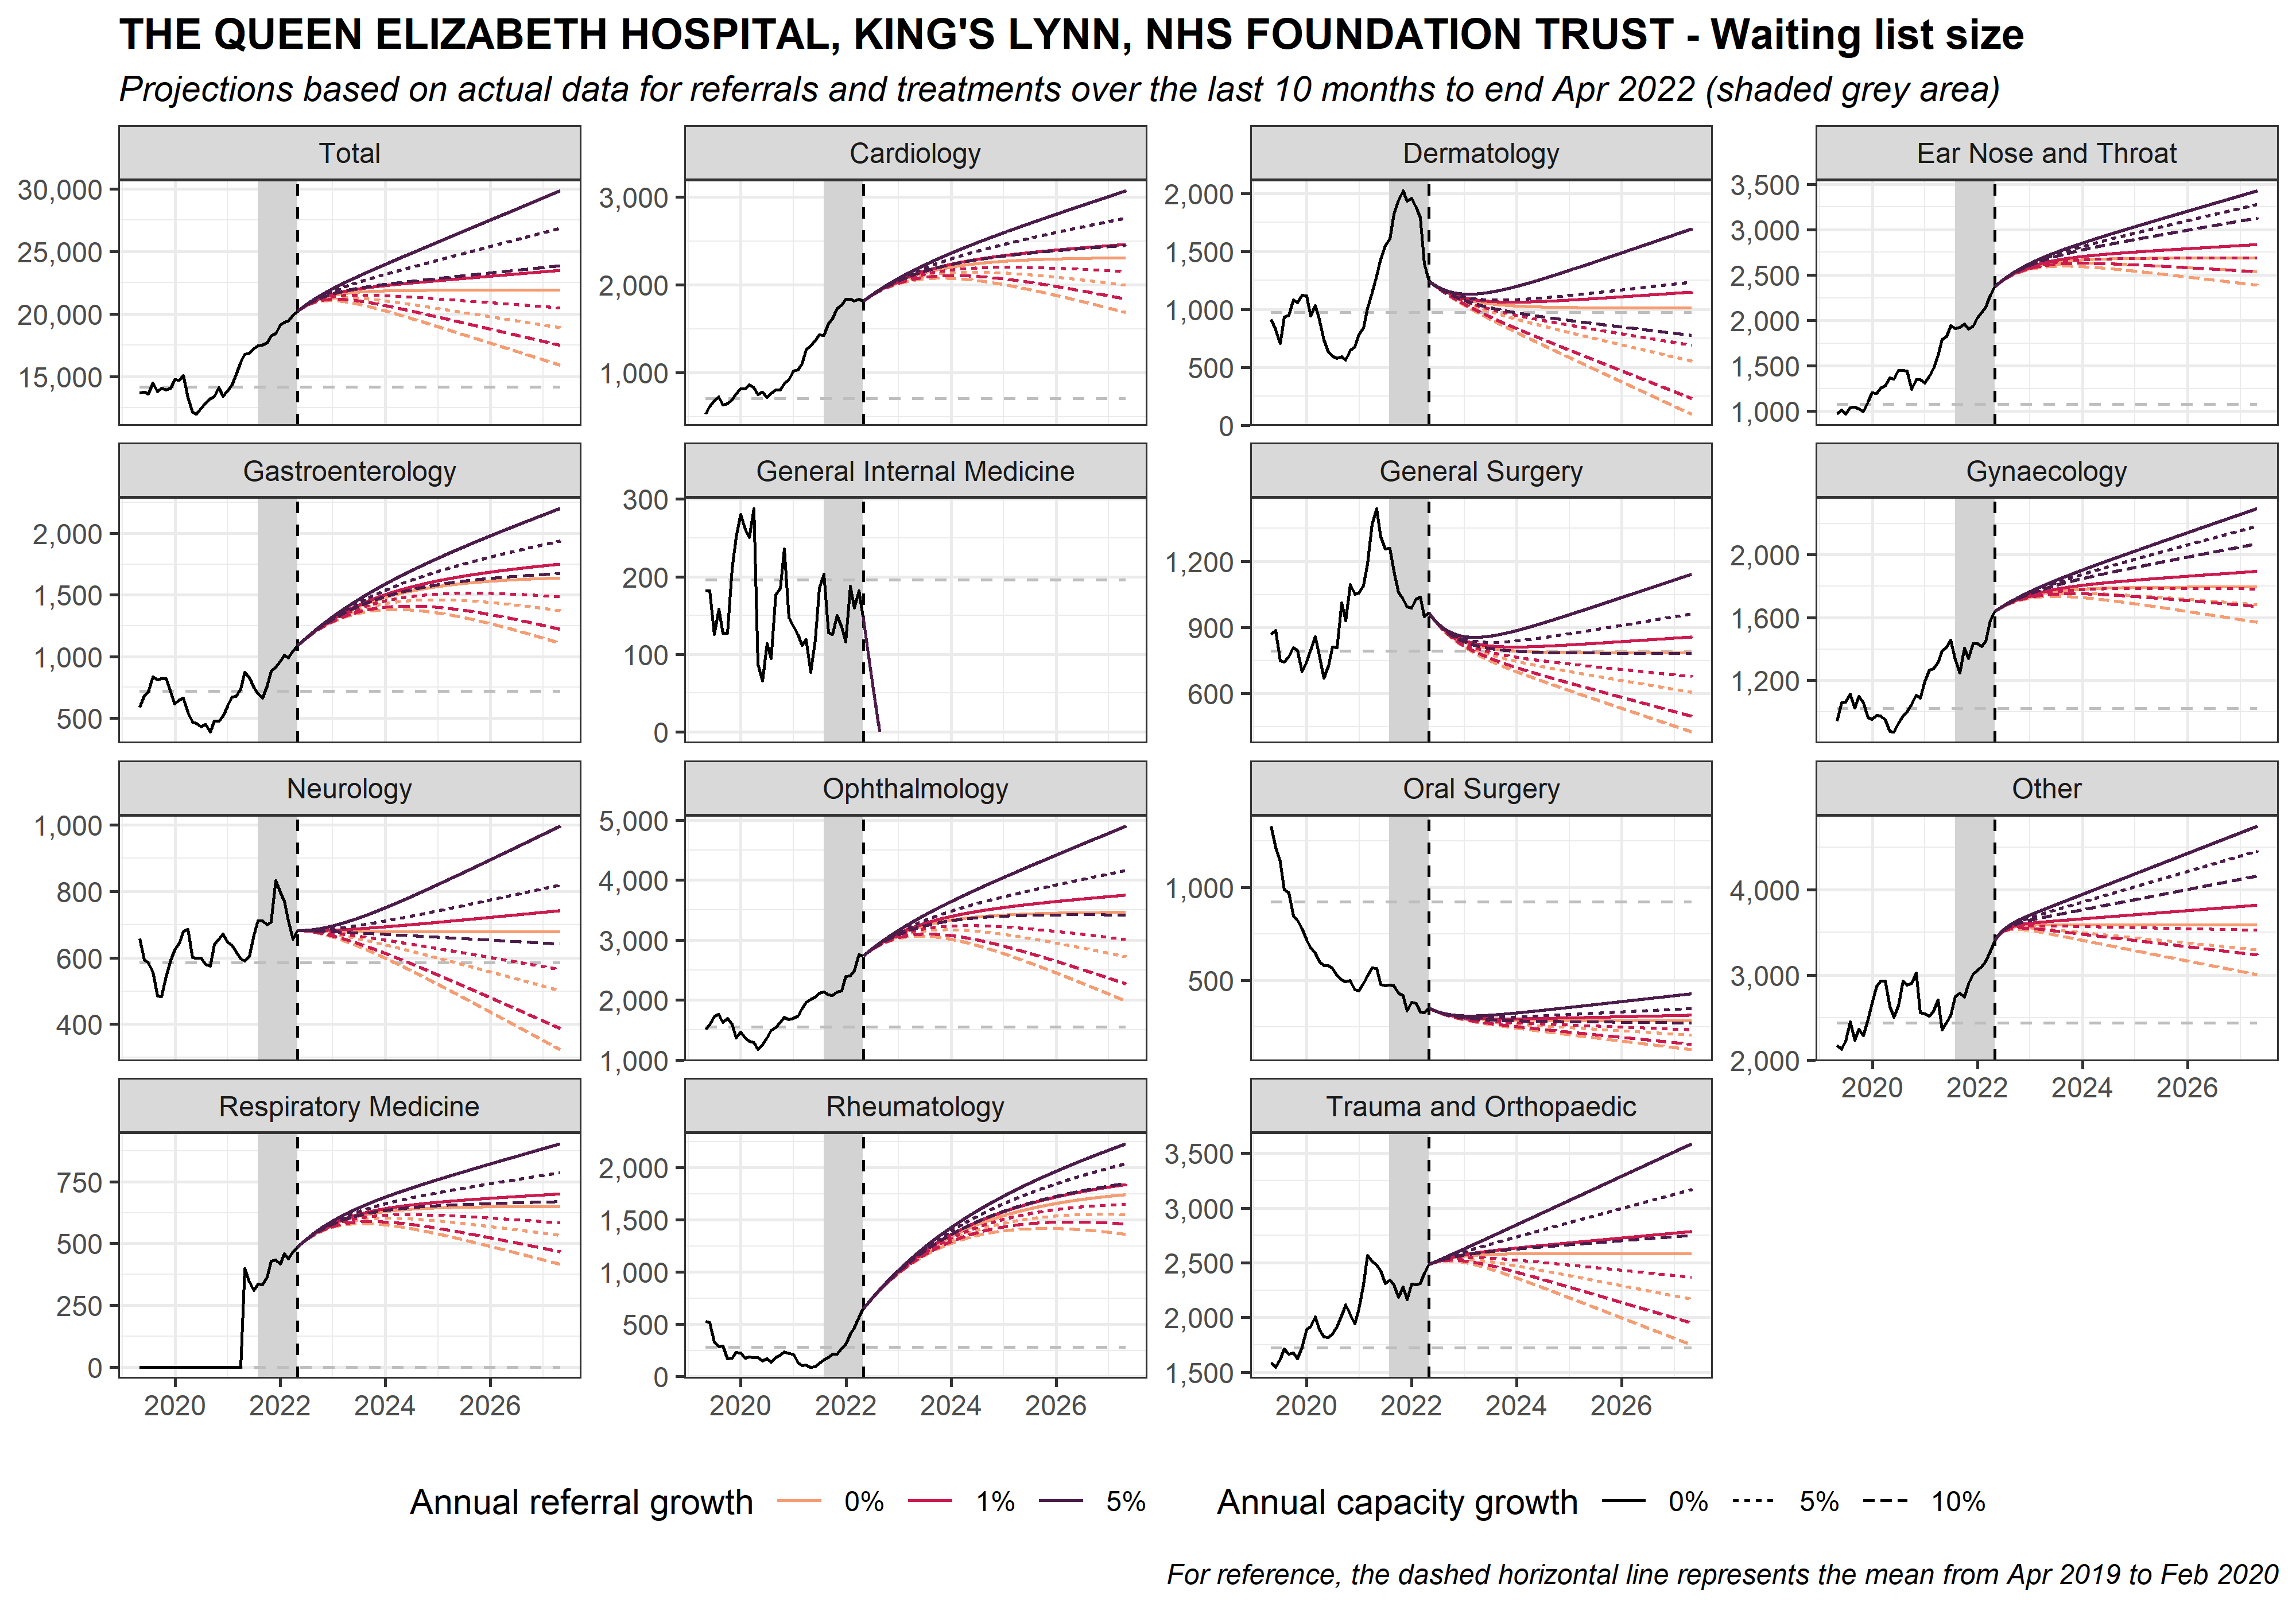 THE QUEEN ELIZABETH HOSPITAL, KING'S LYNN, NHS FOUNDATION TRUST - Waiting list size
Projections based on actual data for referrals and treatments over the last 10 months to end Apr 2022 (shaded grey area)
Total
30,000
25,000
20,000
15,000
Cardiology
3,000
2,000
1,000
Dermatology
2,000
1,500
1,000
500
0
Ear Nose and Throat
3,500
3,000
2,500
2,000
1,500
1,000
Gastroenterology
2,000
1,500
1,000
500
General Internal Medicine
300
200
100
0
General Surgery
1,200
900
600
Gynaecology
2,000
1,600
1,200
Neurology
1,000
800
600
400
Ophthalmology
5,000
4,000
3,000
2,000
1,000
Oral Surgery
1,000
500
Other
4,000
3,000
2,000
2020 2022 2024 2026
Respiratory Medicine
750
500
250
0
2020 2022 2024 2026
Rheumatology
2,000
1,500
1,000
500
0
2020 2022 2024 2026
Trauma and Orthopaedic
3,500
3,000
2,500
2,000
1,500
2020 2022 2024 2026
Annual referral growth 0% 1% 5%
Annual capacity growth 0% 5% 10%
For reference, the dashed horizontal line represents the mean from Apr 2019 to Feb 2020